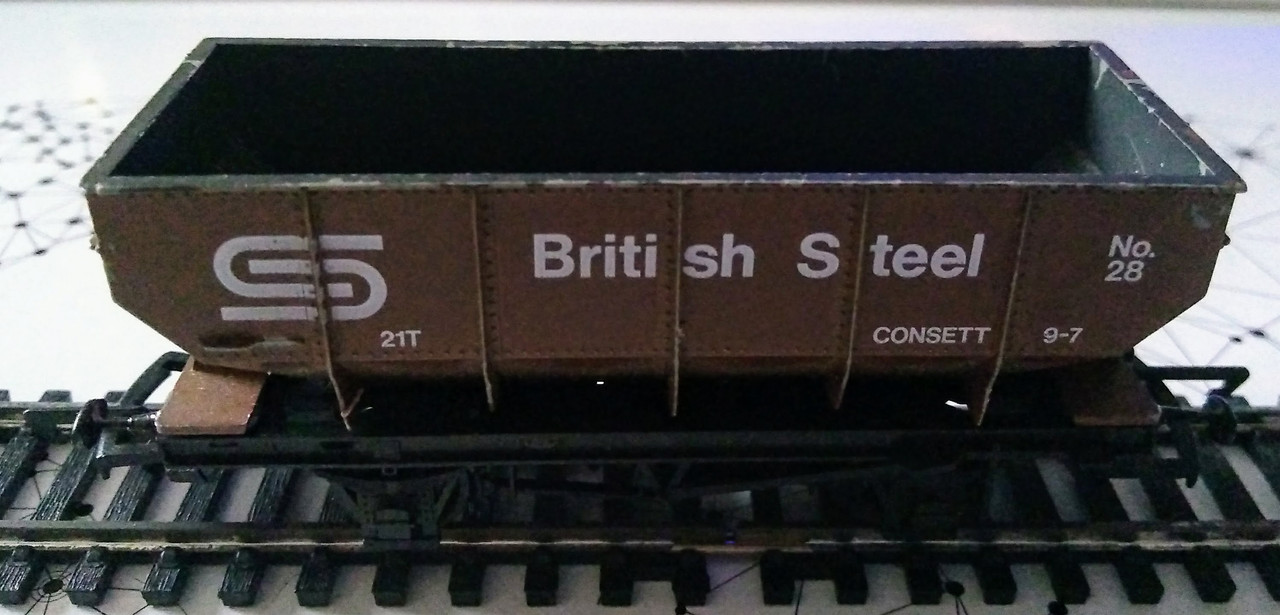 British Steel
No.
28
21T
CONSETT 9-7